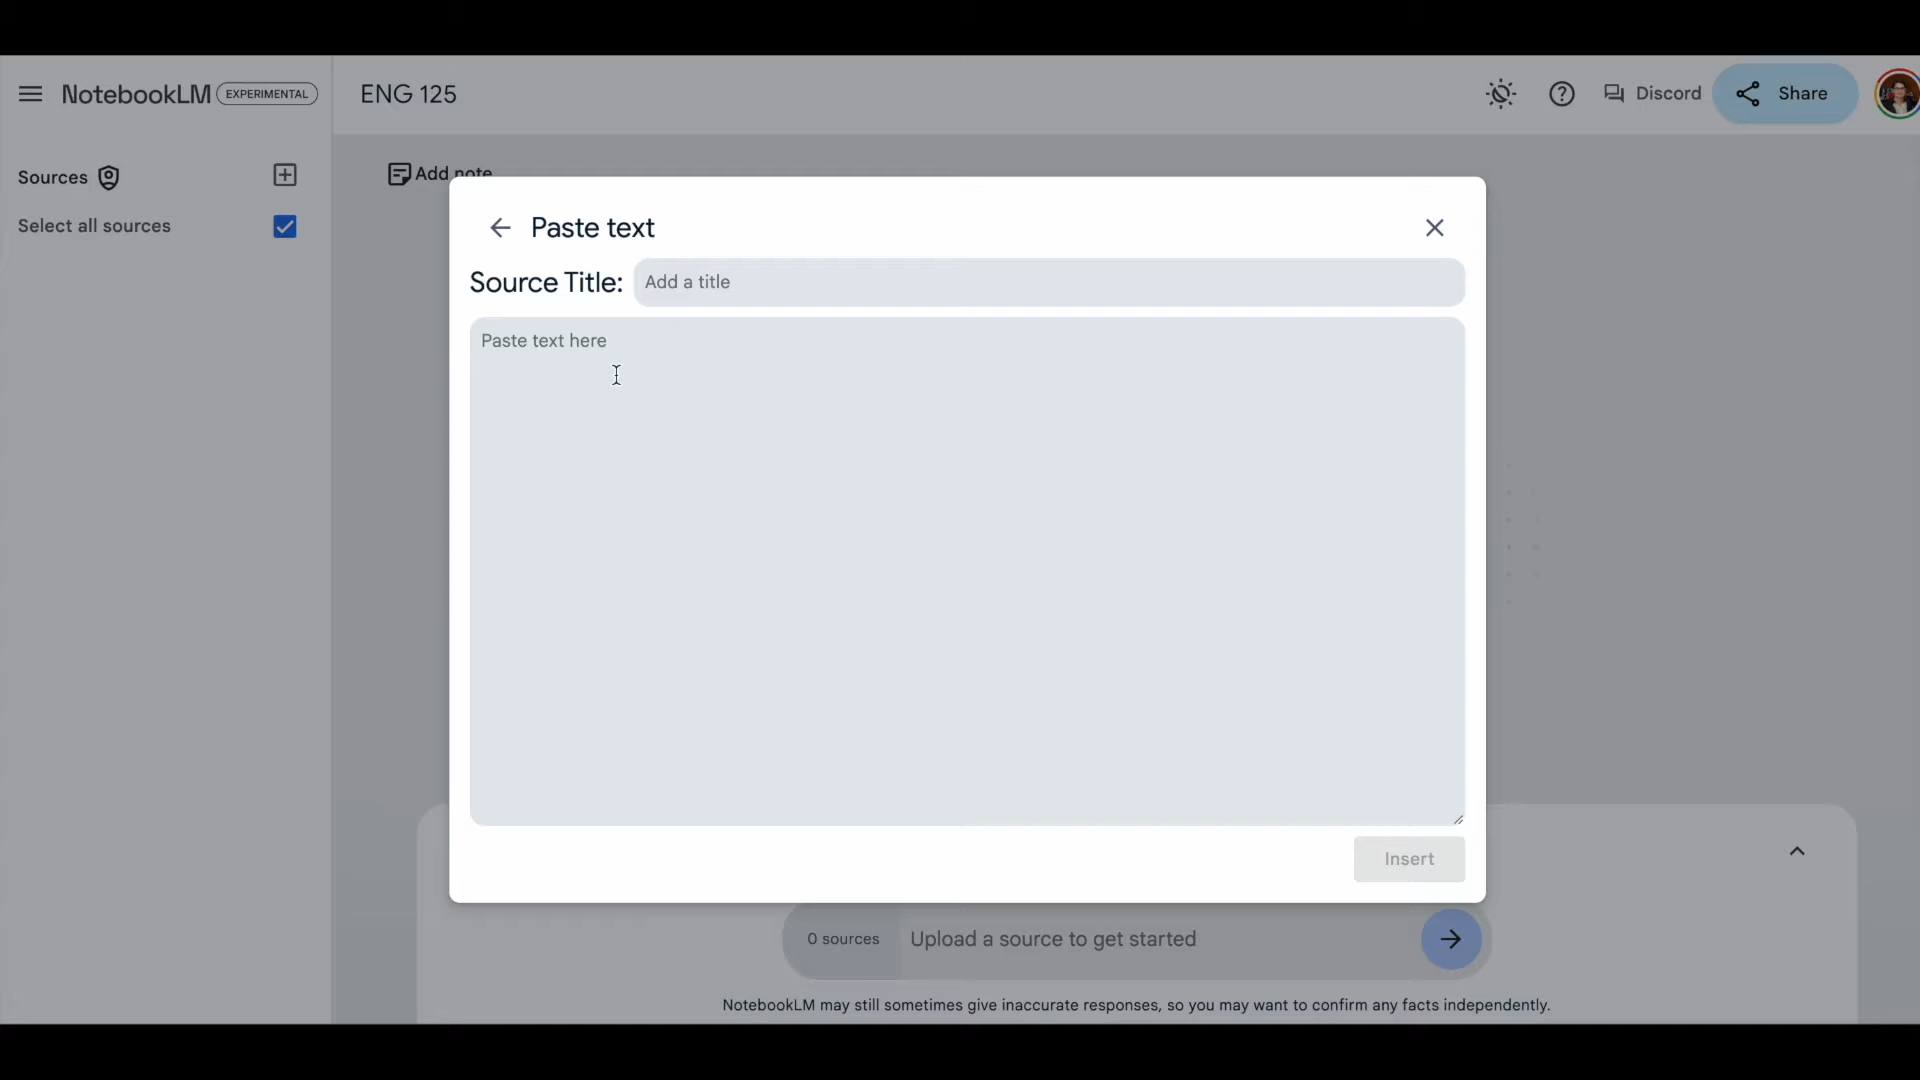 NotebookLM EXPERIMENTAL
ENG 125
Discord
Share
Sources
Select all sources
Add note
Paste text
Source Title: Add a title
Paste text here
Insert
0 sources Upload a source to get started
NotebookLM may still sometimes give inaccurate responses, so you may want to confirm any facts independently.